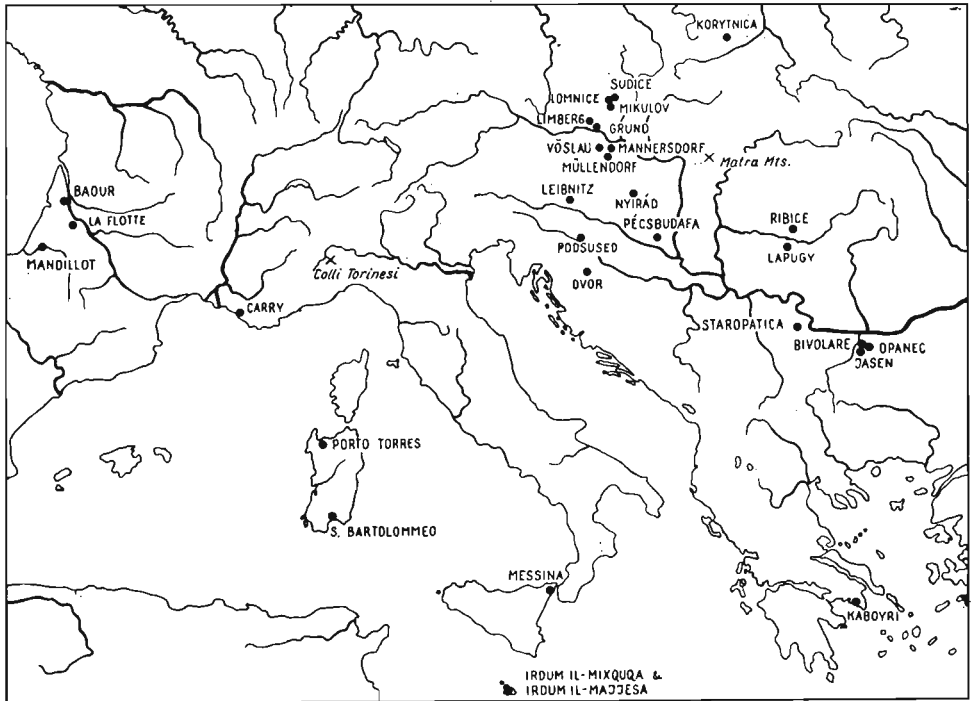 KORYTNICA
SUDICE
LOMNICE
MIKULOV
LIMBERG
GRUND
VÖSLAU
MANNERSDORF
MÜLLENDORF
Matra Mts.
LEIBNITZ
NYIRÁD
BAOUR
LA FLOTTE
PÉCSBUDAFA
RIBICE
PODSUSED
LAPUGY
MANDILLOT
Colli Torinesi
DVOR
CARRY
STAROPATICA
BIVOLARE
OPANEC
JASEN
PORTO TORRES
S. BARTOLOMMEO
MESSINA
KABOYRI
IRDUM IL-MIXQUQA &
IRDUM IL-MAJJESA